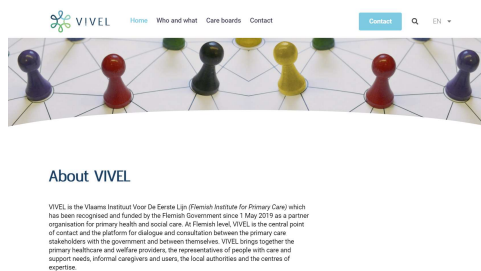 VIVEL Home Who and what Care boards Contact Contact EN
About VIVEL
VIVEL is the Vlaams Instituut Voor De Eerste Lijn (Flemish Institute for Primary Care) which
has been recognised and funded by the Flemish Government since 1 May 2019 as a partner
organisation for primary health and social care. At Flemish level, VIVEL is the central point
of contact and the platform for dialogue and consultation between the primary care
stakeholders with the government and between themselves. VIVEL brings together the
primary healthcare and welfare providers, the representatives of people with care and
support needs, informal caregivers and users, the local authorities and the centres of
expertise.